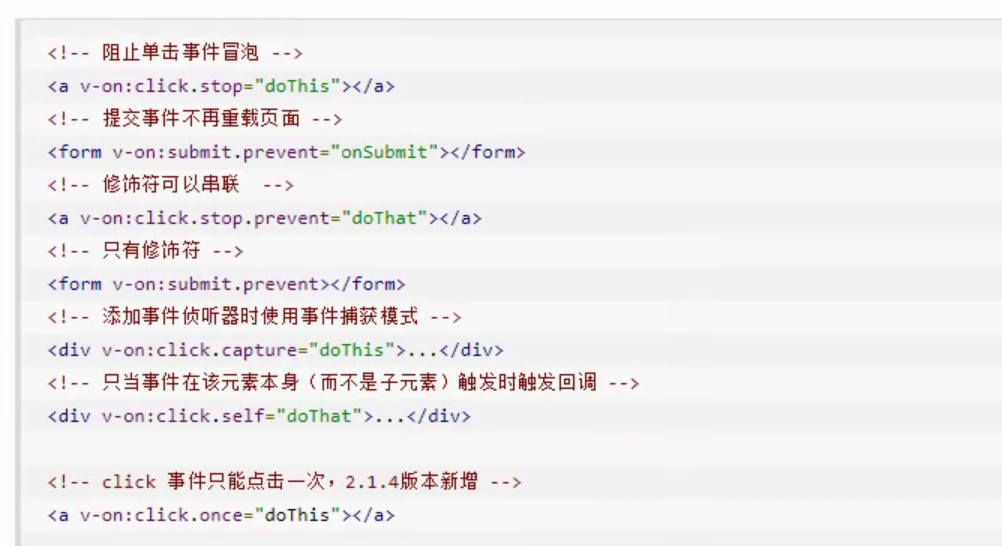 <!-- 阻止单击事件冒泡 -->
<a v-on:click.stop="doThis"></a>
<!-- 提交事件不再重载页面 -->
<form v-on:submit.prevent="onSubmit"></form>
<!-- 修饰符可以串联  -->
<a v-on:click.stop.prevent="doThat"></a>
<!-- 只有修饰符 -->
<form v-on:submit.prevent></form>
<!-- 添加事件侦听器时使用事件捕获模式 -->
<div v-on:click.capture="doThis">...</div>
<!-- 只当事件在该元素本身（而不是子元素）触发时触发回调 -->
<div v-on:click.self="doThat">...</div>
<!-- click 事件只能点击一次，2.1.4版本新增 -->
<a v-on:click.once="doThis"></a>